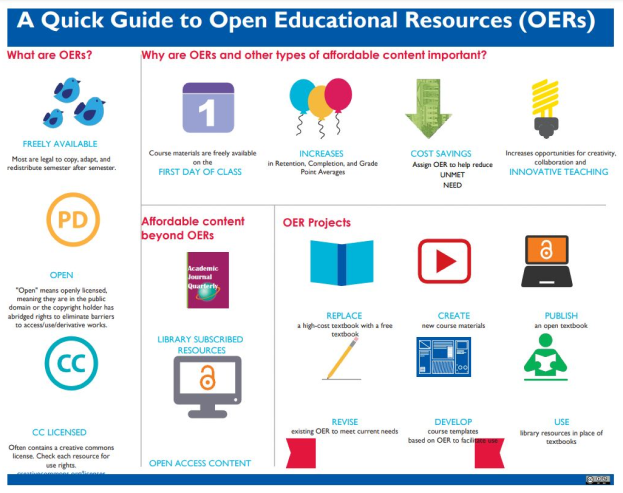 A Quick Guide to Open Educational Resources (OERs)
What are OERs?
FREELY AVAILABLE
Most are legal to copy, adapt, and
redistribute semester after semester.
PD
OPEN
"Open" means openly licensed,
meaning they are in the public
domain or the copyright holder has
abridged rights to eliminate barriers
to access/use/derivative works.
CC
CC LICENSED
Often contains a creative commons
license. Check each resource for
use rights.
creativecommons.org/licenses
Why are OERs and other types of affordable content important?
1
Course materials are freely available
on the
FIRST DAY OF CLASS
INCREASES
in Retention, Completion, and Grade
Point Averages
COST SAVINGS
Assign OER to help reduce
UNMET
NEED
Increases opportunities for creativity,
collaboration and
INNOVATIVE TEACHING
Affordable content
beyond OERs
Academic
Journal
Quarterly
LIBRARY SUBSCRIBED
RESOURCES
OPEN ACCESS CONTENT
OER Projects
REPLACE
a high-cost textbook with a free
textbook
CREATE
new course materials
PUBLISH
an open textbook
REVISE
existing OER to meet current needs
DEVELOP
course templates
based on OER to facilitate use
USE
library resources in place of
textbooks